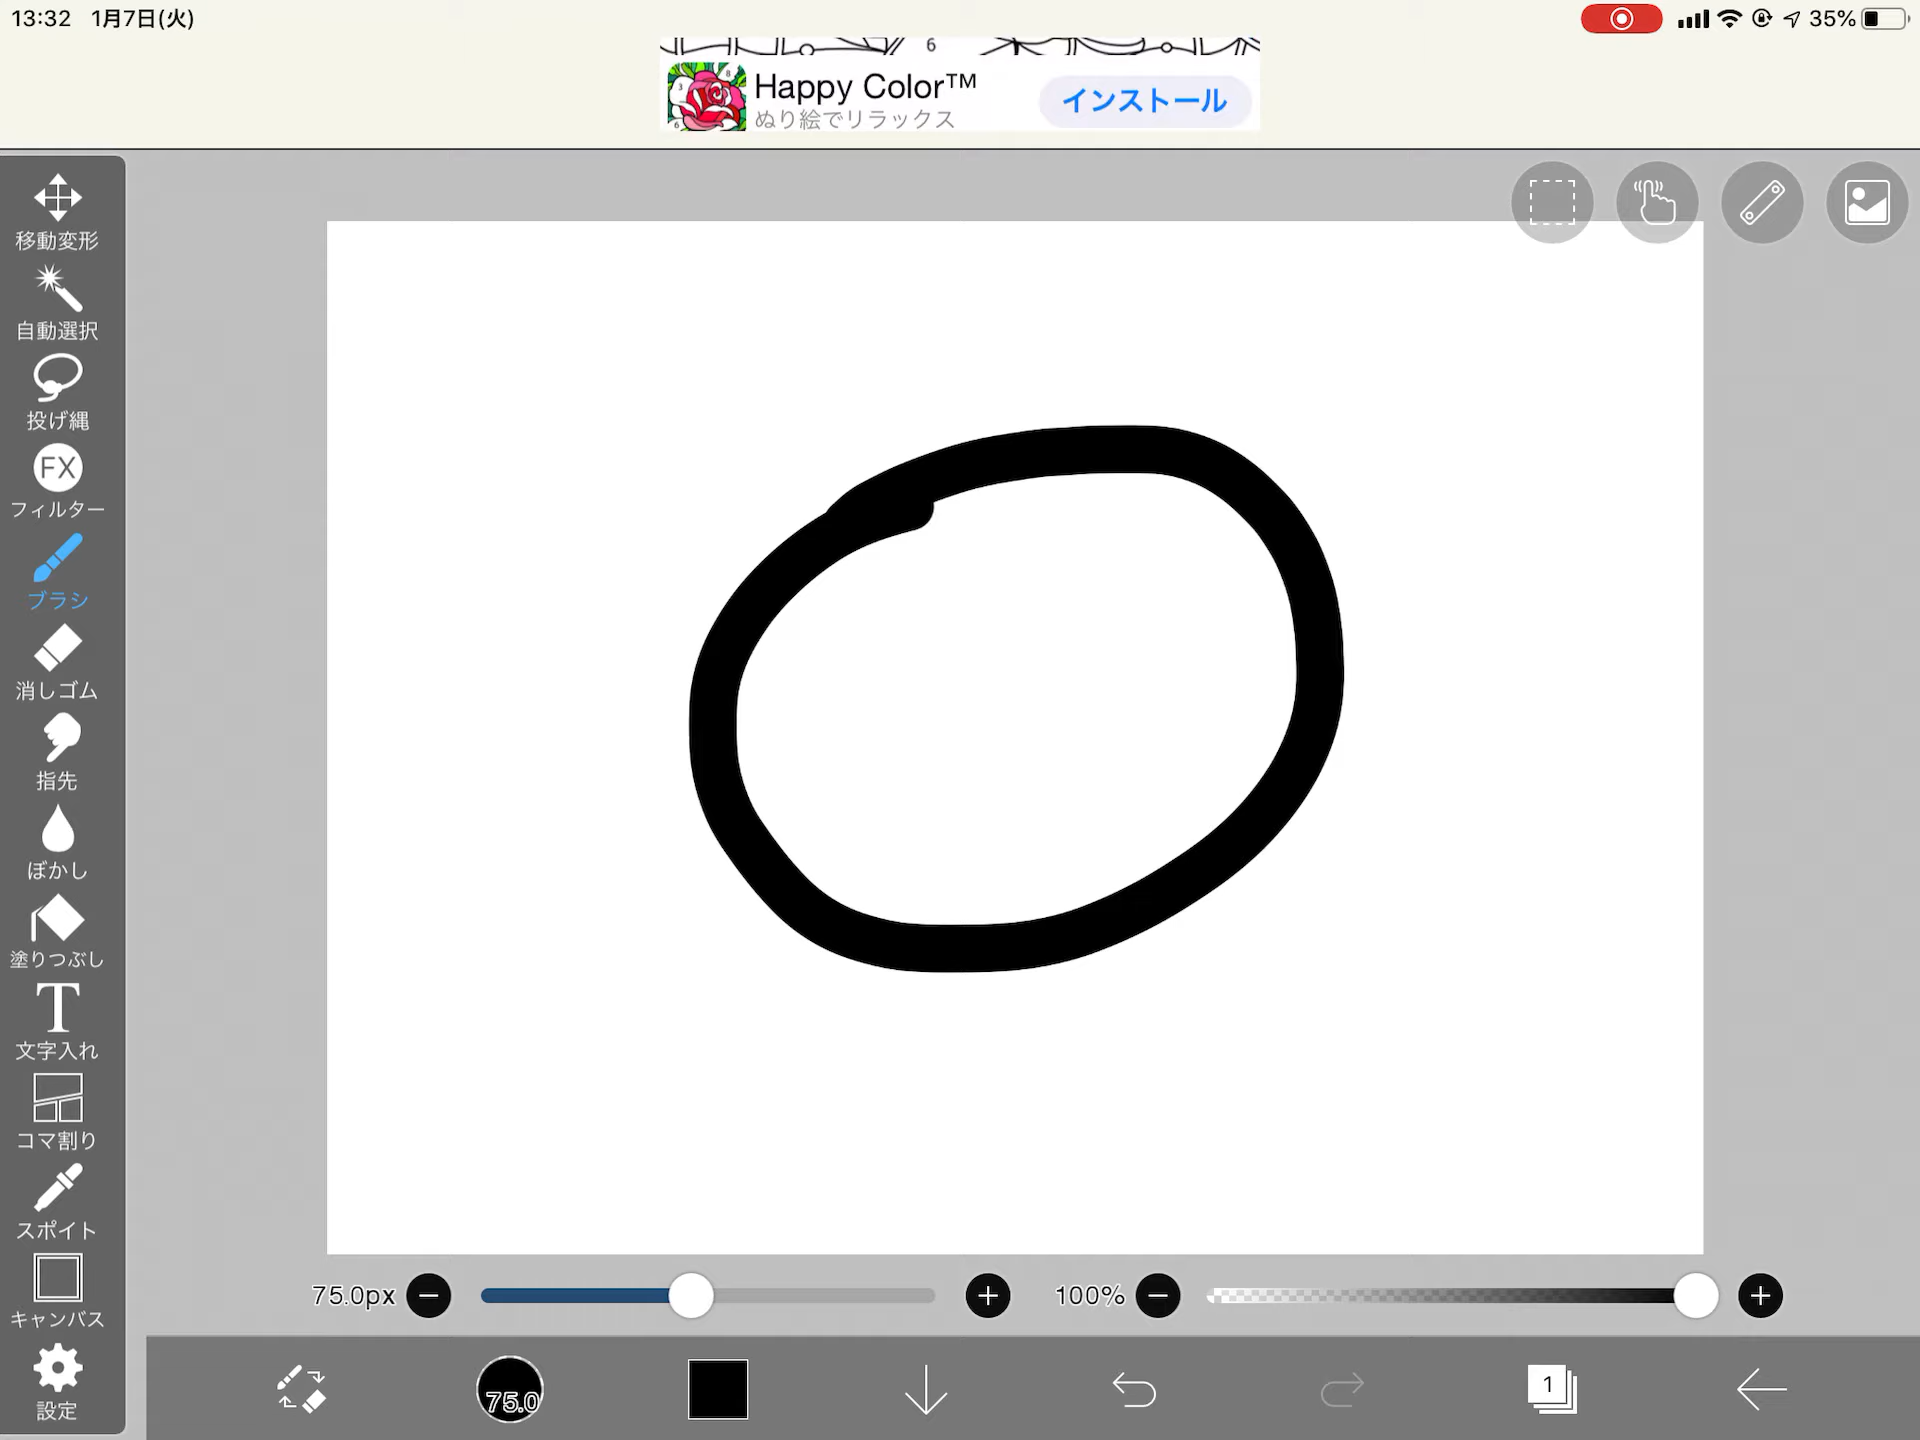 13:32 1月7日(火)
35%
6
Happy Color™
ぬり絵でリラックス
インストール
移動変形
自動選択
投げ縄
FX
フィルター
ブラシ
消しゴム
指先
ぼかし
塗りつぶし
T
文字入れ
コマ割り
スポイト
キャンバス
設定
75.0px
100%
75.0
1